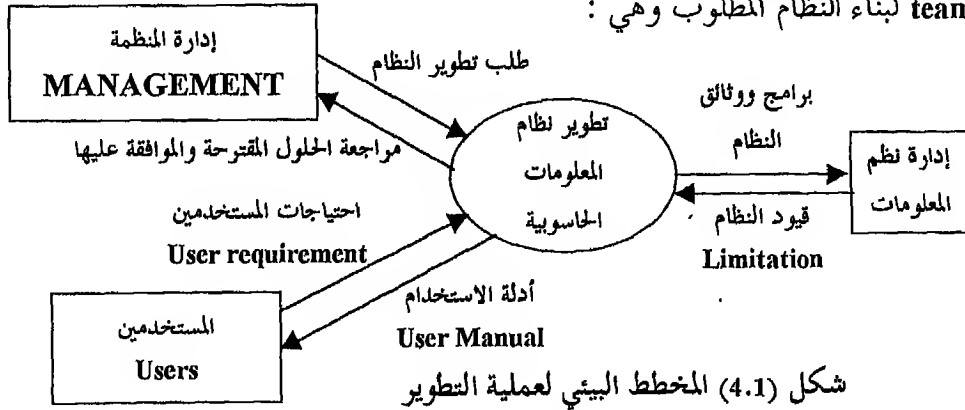 team لبناء النظام المطلوب وهي :
إدارة المنظمة
MANAGEMENT
طلب تطوير النظام
مراجعة الحلول المقترحة والموافقة عليها
تطوير نظام
المعلومات
الحاسوبية
برامج ووثائق
النظام
إدارة نظم
المعلومات
قيود النظام
Limitation
احتياجات المستخدمين
User requirement
أدلة الاستخدام
User Manual
المستخدمين
Users
شكل (4.1) المخطط البيئي لعملية التطوير